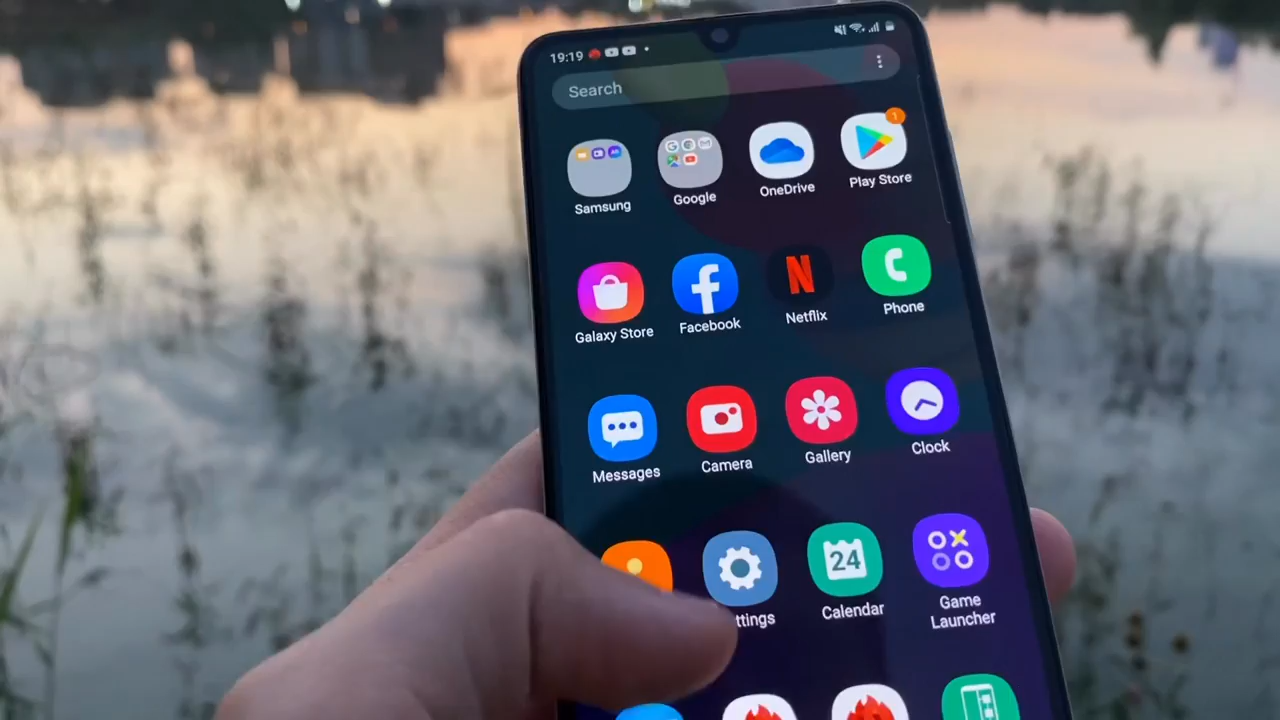 19:19
Search
Samsung
Google
OneDrive
1
Play Store
Galaxy Store
Facebook
N
Netflix
Phone
Messages
Camera
Gallery
Clock
ttings
24
Calendar
Game
Launcher